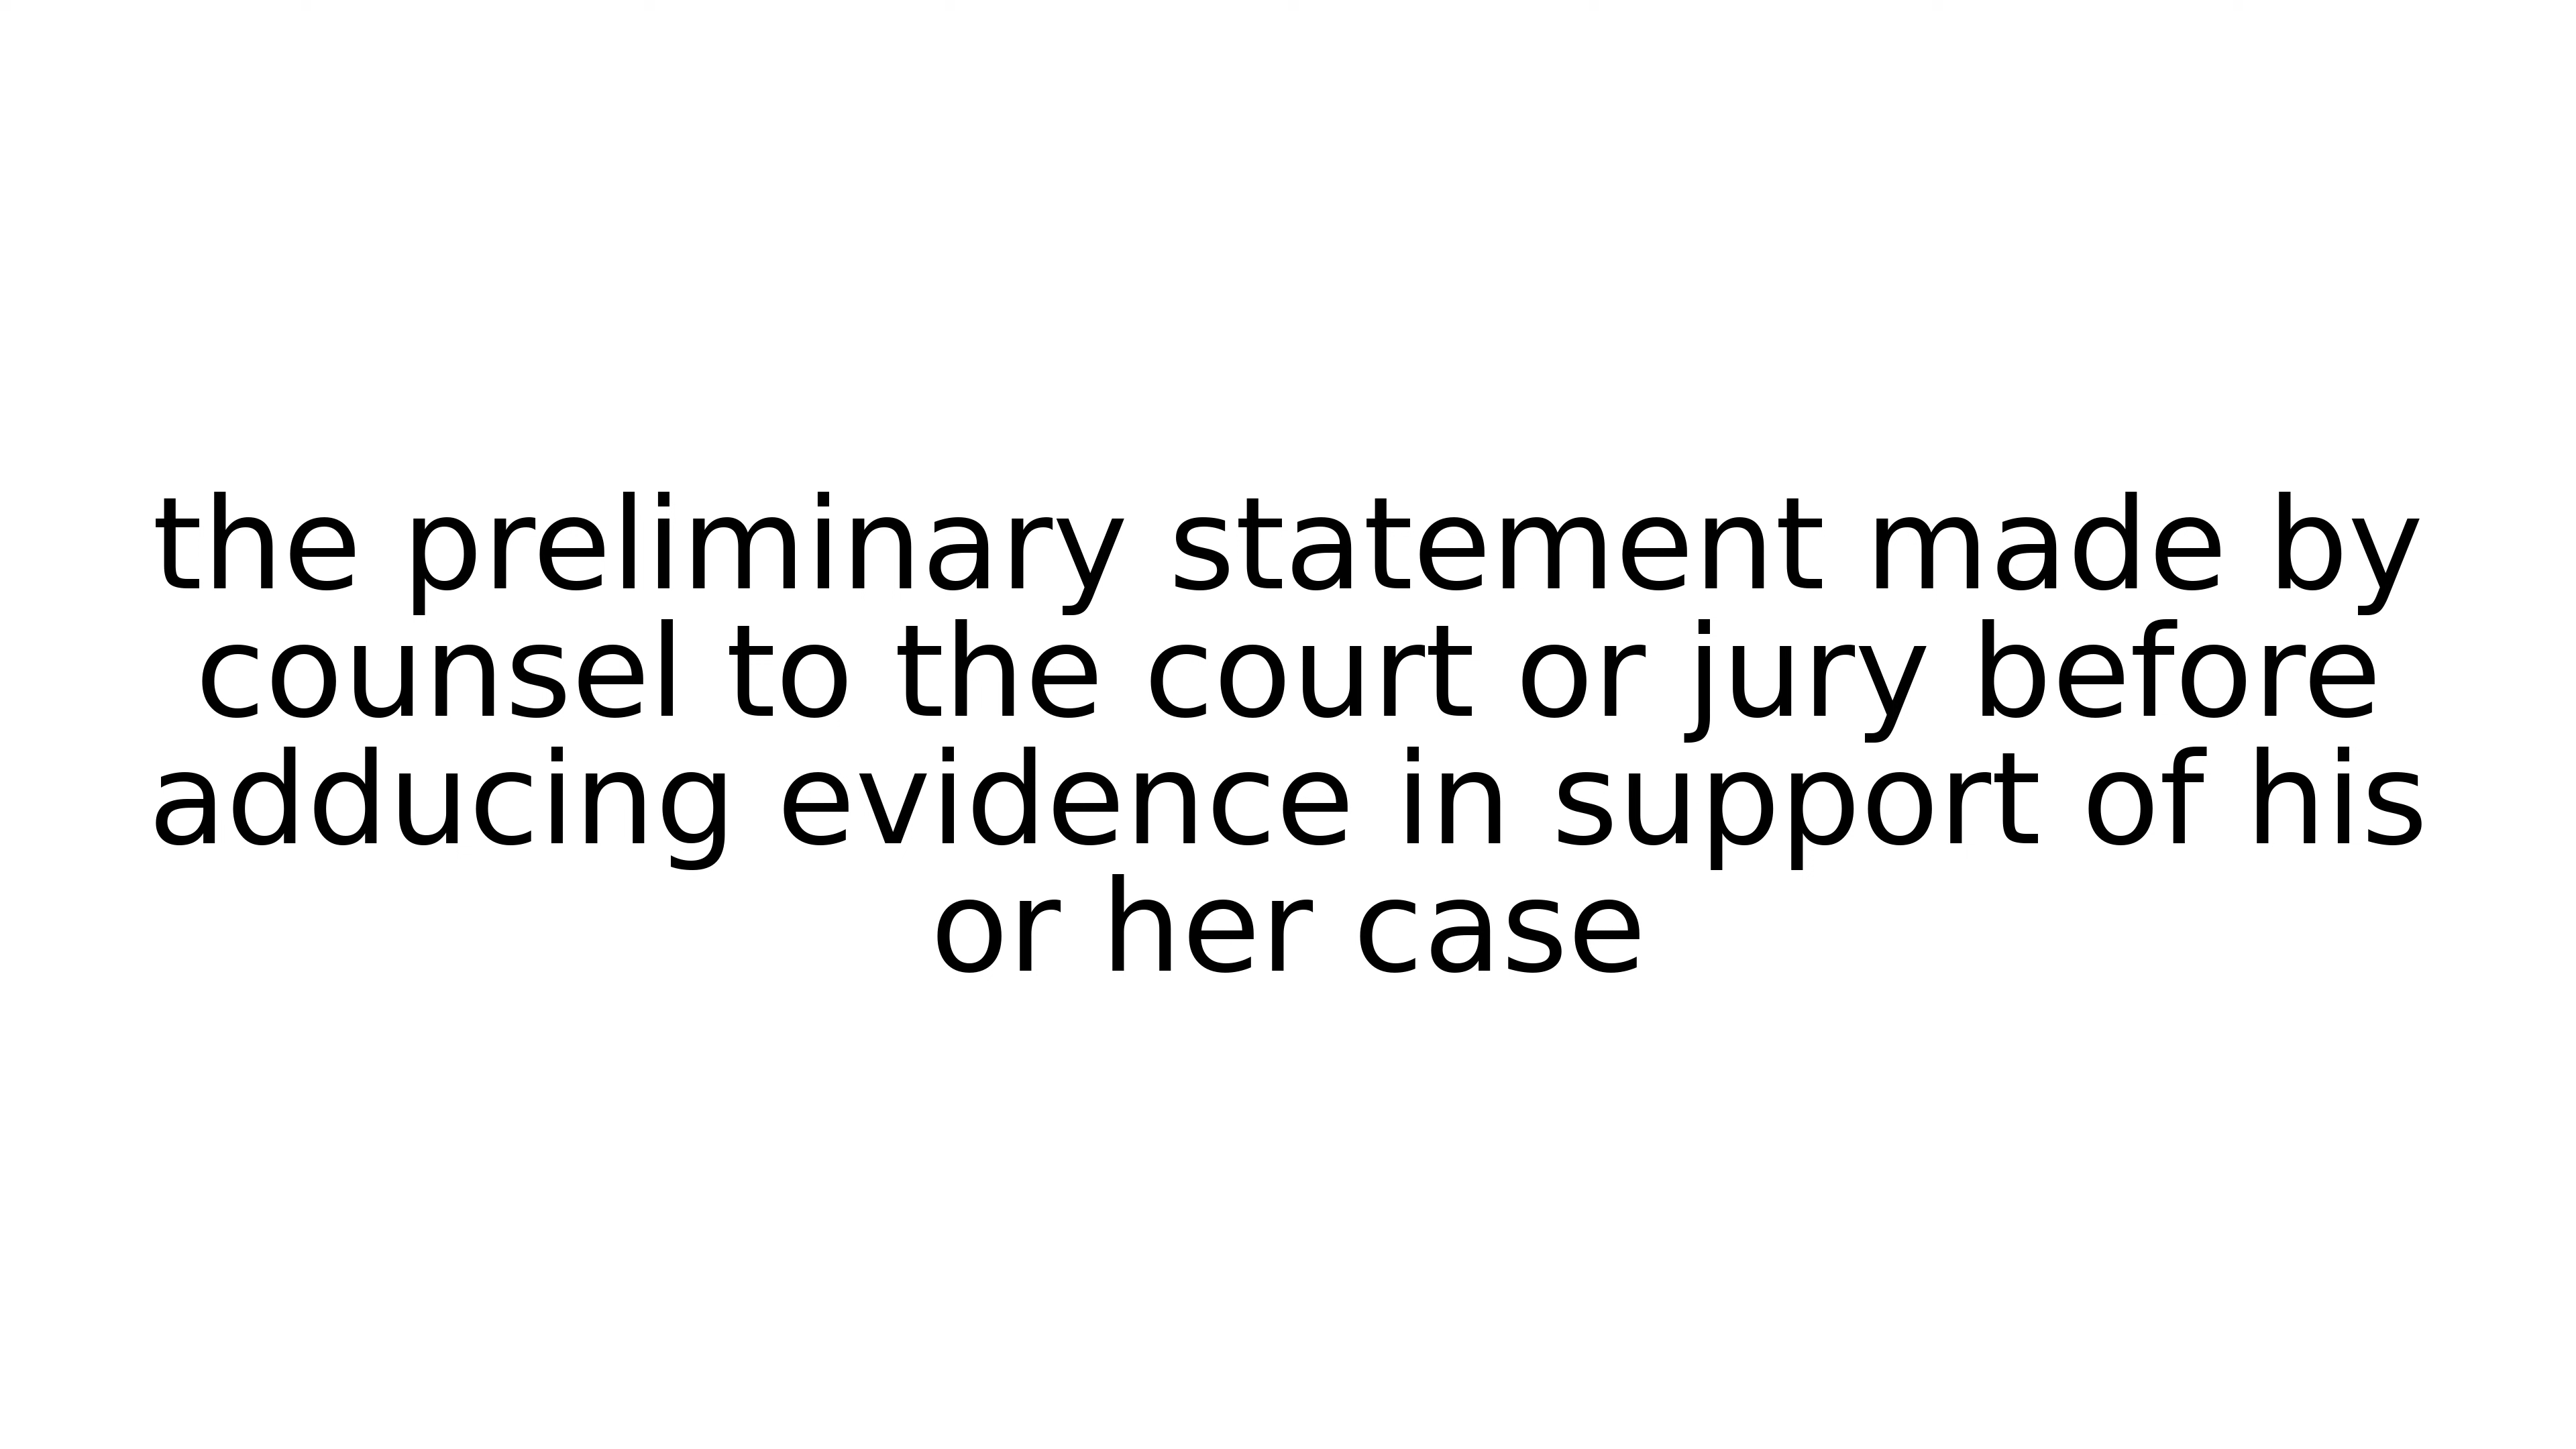 the preliminary statement made by
counsel to the court or jury before
adducing evidence in support of his
or her case